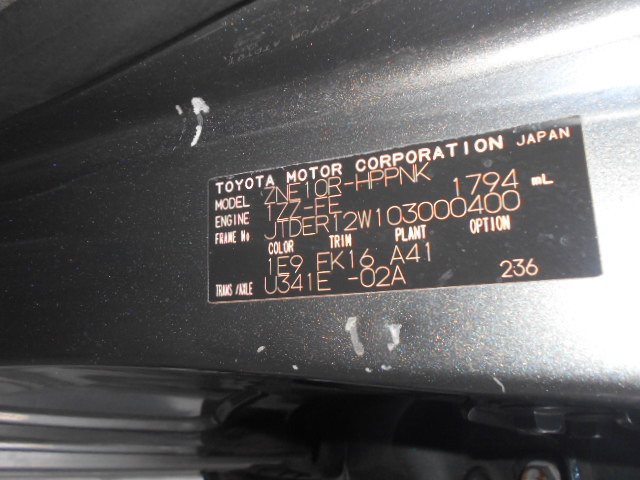 TOYOTA MOTOR CORPORATION JAPAN
MODEL ZNE10R-HPPNK
ENGINE 1ZZ-FE 1794 mL
FRAME No JTDERT2W103000400
COLOR TRIM PLANT OPTION
1E9 FK16 A41
TRANS/AXLE U341E -02A 236